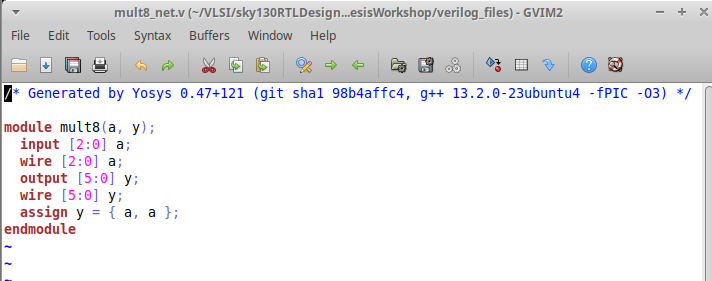 mult8_net.v (~/VLSI/sky130RTLDesign...esisWorkshop/verilog_files) - GVIM2
File Edit Tools Syntax Buffers Window Help
/* Generated by Yosys 0.47+121 (git sha1 98b4affc4, g++ 13.2.0-23ubuntu4 -fPIC -O3) */
module mult8(a, y);
  input [2:0] a;
  wire [2:0] a;
  output [5:0] y;
  wire [5:0] y;
  assign y = { a, a };
endmodule
~
~
~